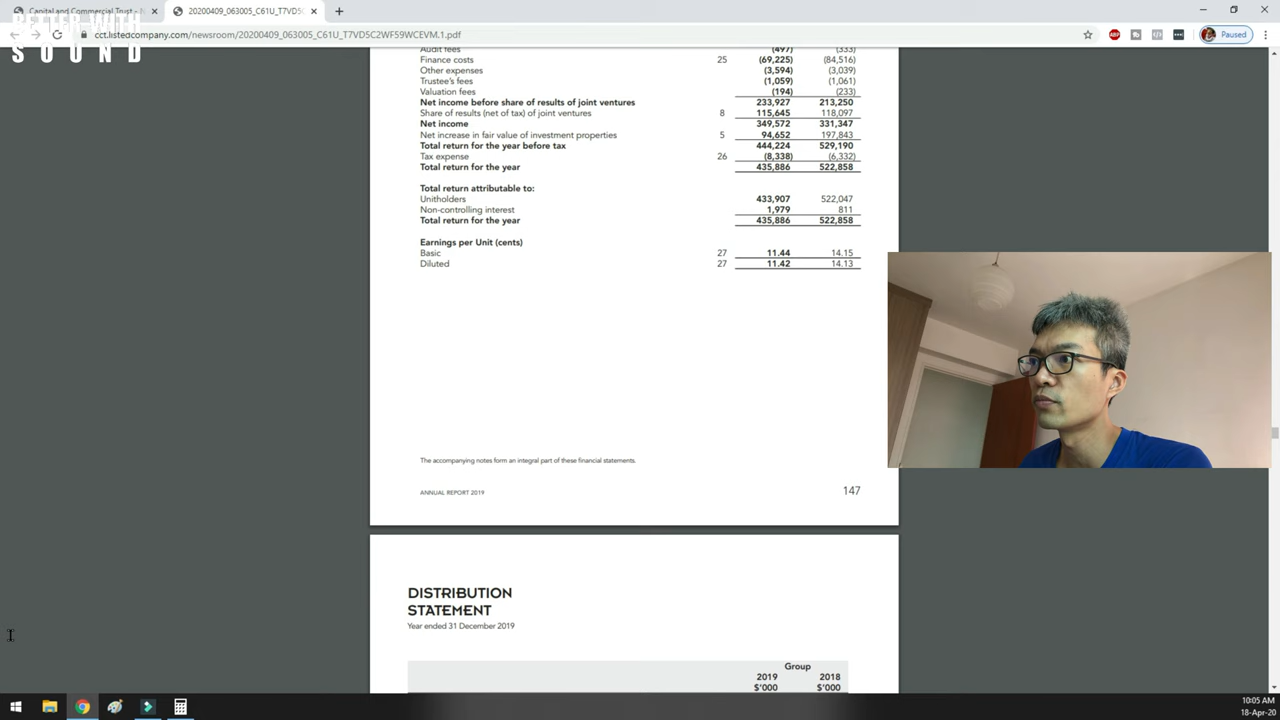 CapitaLand Commercial Trust - N
20200409_063005_C61U_T7VD5C
BETTER WITH
SOUND
cct.listedcompany.com/newsroom/20200409_063005_C61U_T7VD5C2WF59WCEVM.1.pdf
ABP
Paused
Audit fees (497) (333)
Finance costs 25 (69,225) (84,516)
Other expenses (3,594) (3,039)
Trustee's fees (1,059) (1,061)
Valuation fees (194) (233)
Net income before share of results of joint ventures 233,927 213,250
Share of results (net of tax) of joint ventures 8 115,645 118,097
Net income 349,572 331,347
Net increase in fair value of investment properties 5 94,652 197,843
Total return for the year before tax 444,224 529,190
Tax expense 26 (8,338) (6,332)
Total return for the year 435,886 522,858
Total return attributable to:
Unitholders 433,907 522,047
Non-controlling interest 1,979 811
Total return for the year 435,886 522,858
Earnings per Unit (cents)
Basic 27 11.44 14.15
Diluted 27 11.42 14.13
The accompanying notes form an integral part of these financial statements.
ANNUAL REPORT 2019 147
DISTRIBUTION
STATEMENT
Year ended 31 December 2019
Group
2019 2018
$'000 $'000
10:05 AM
18-Apr-20